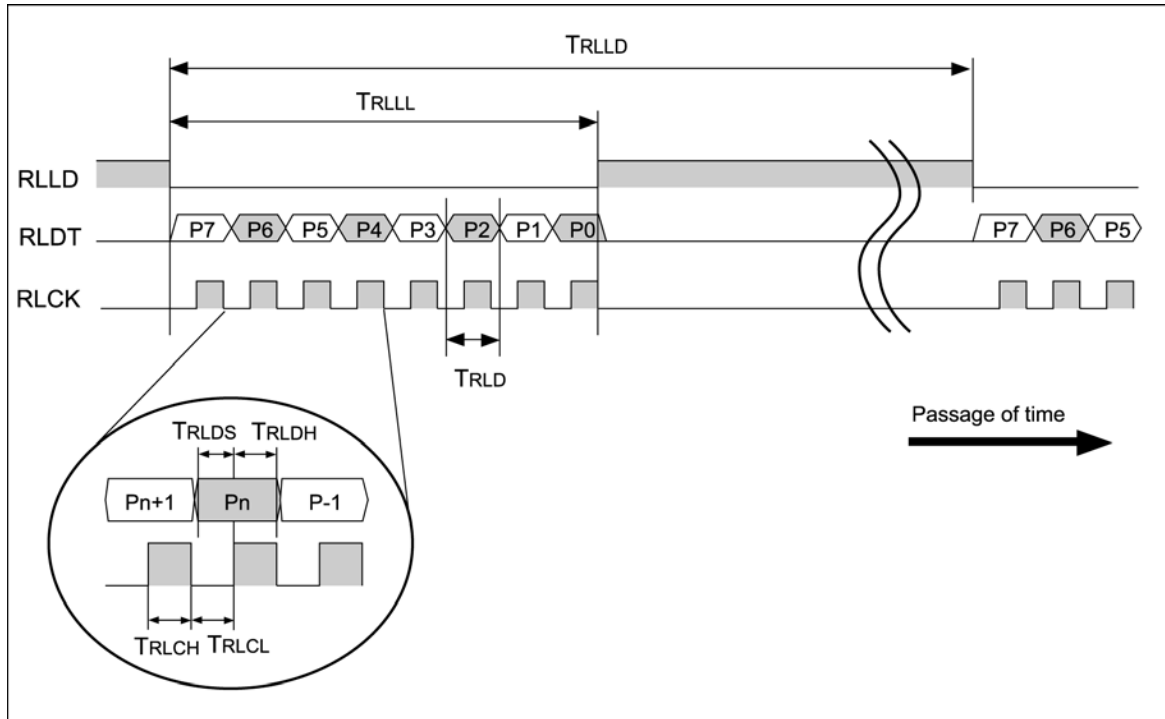 TRLLD
TRLLL
RLLD
RLDT P7 P6 P5 P4 P3 P2 P1 P0 P7 P6 P5
RLCK
TRLD
Passage of time
TRLDS TRLDH
Pn+1 Pn P-1
TRLCH TRLCL